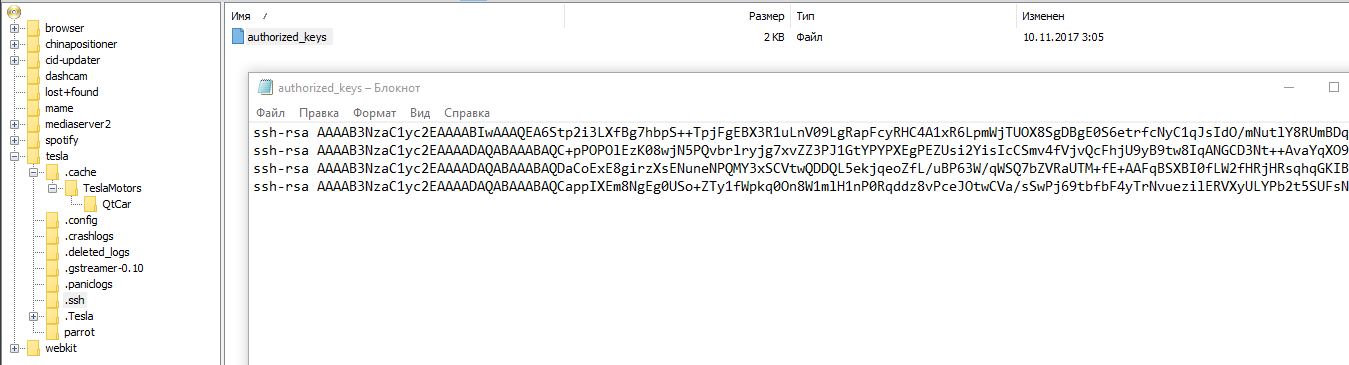 browser
chinapositioner
cid-updater
dashcam
lost+found
mame
mediaserver2
spotify
tesla
.cache
TeslaMotors
QtCar
.config
.crashlogs
.deleted_logs
.gstreamer-0.10
.paniclogs
.ssh
.Tesla
parrot
webkit
Имя / Размер Тип Изменен
authorized_keys 2 KB Файл 10.11.2017 3:05
authorized_keys – Блокнот
Файл Правка Формат Вид Справка
ssh-rsa AAAAB3NzaC1yc2EAAAABIwAAAQEA6Stp2i3LXfBg7hbpS++TpjFgEBX3R1uLnV09LgRapFcyRHC4A1xR6LpmWjTUOX8SgDBgE0S6etrfcNyC1qJsIdO/mNutlY8RUmBDq
ssh-rsa AAAAB3NzaC1yc2EAAAADAQABAAABAQC+pPOPOlEzK08wjN5PQvbrlryjg7xvZZ3PJ1GtYPYPXEgPEZUsi2YisIcCSmv4fVjvQcFhjU9yB9tw8IqANGCD3Nt++AvaYqXO9
ssh-rsa AAAAB3NzaC1yc2EAAAADAQABAAABAQDaCoExE8girzXsENuneNPQMY3xSCVtwQDDQL5ekjqeoZfL/uBP63W/qWSQ7bZVRaUTM+fE+AAFqBSXBI0fLW2fHRjHRsqhqGKIB
ssh-rsa AAAAB3NzaC1yc2EAAAADAQABAAABAQCappIXEm8NgEg0USo+ZTy1fWpkq0On8W1mlH1nP0Rqddz8vPceJOtwCVa/sSwPj69tbfbF4yTrNvuezilERVXyULYPb2t5SUFsN